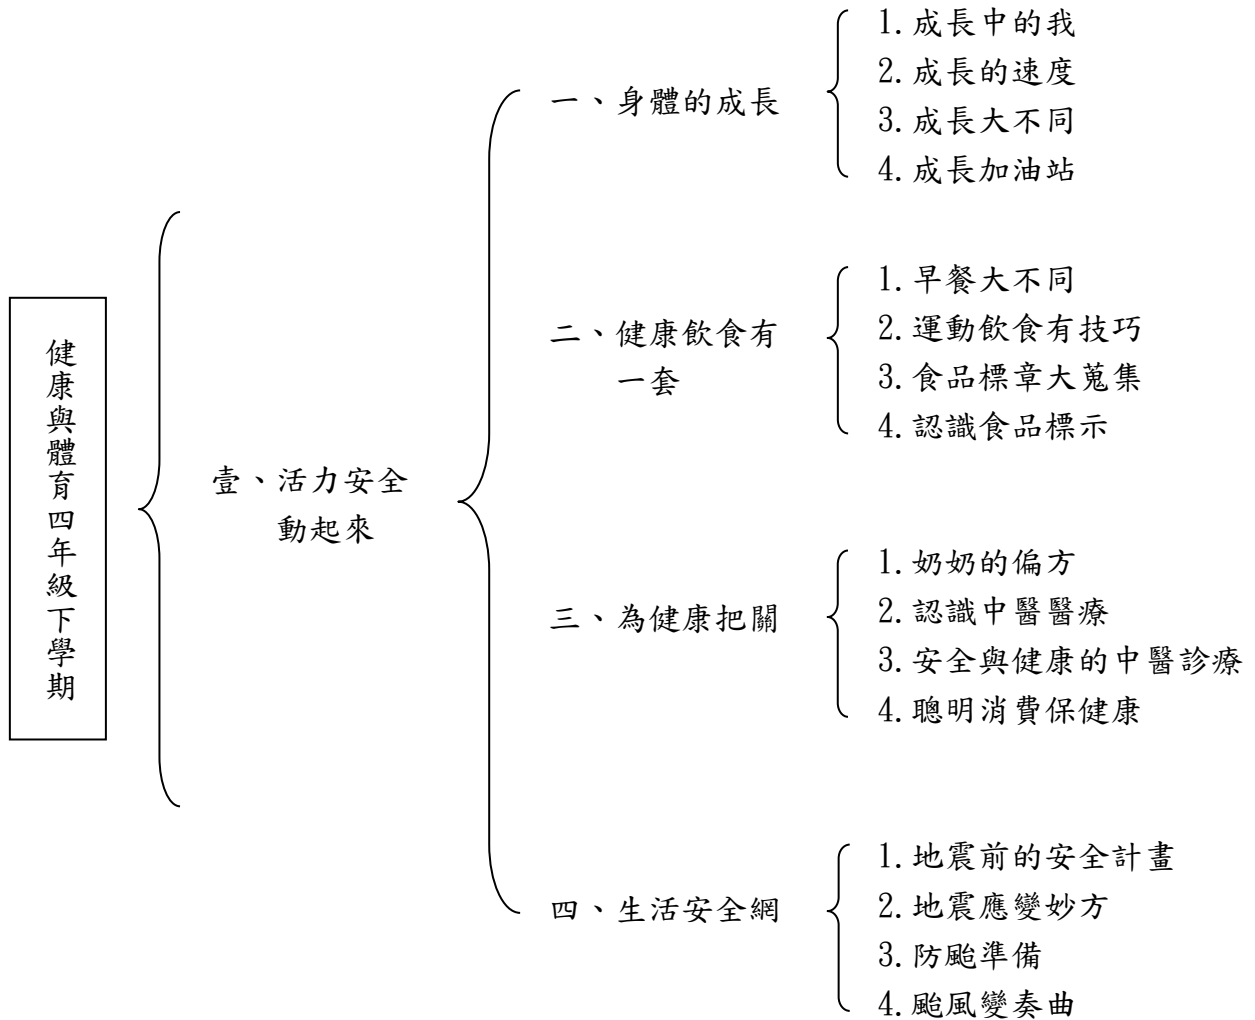 健康與體育四年級下學期
壹、活力安全
動起來
一、身體的成長
1.成長中的我
2.成長的速度
3.成長大不同
4.成長加油站
二、健康飲食有
一套
1.早餐大不同
2.運動飲食有技巧
3.食品標章大蒐集
4.認識食品標示
三、為健康把關
1.奶奶的偏方
2.認識中醫醫療
3.安全與健康的中醫診療
4.聰明消費保健康
四、生活安全網
1.地震前的安全計畫
2.地震應變妙方
3.防颱準備
4.颱風變奏曲